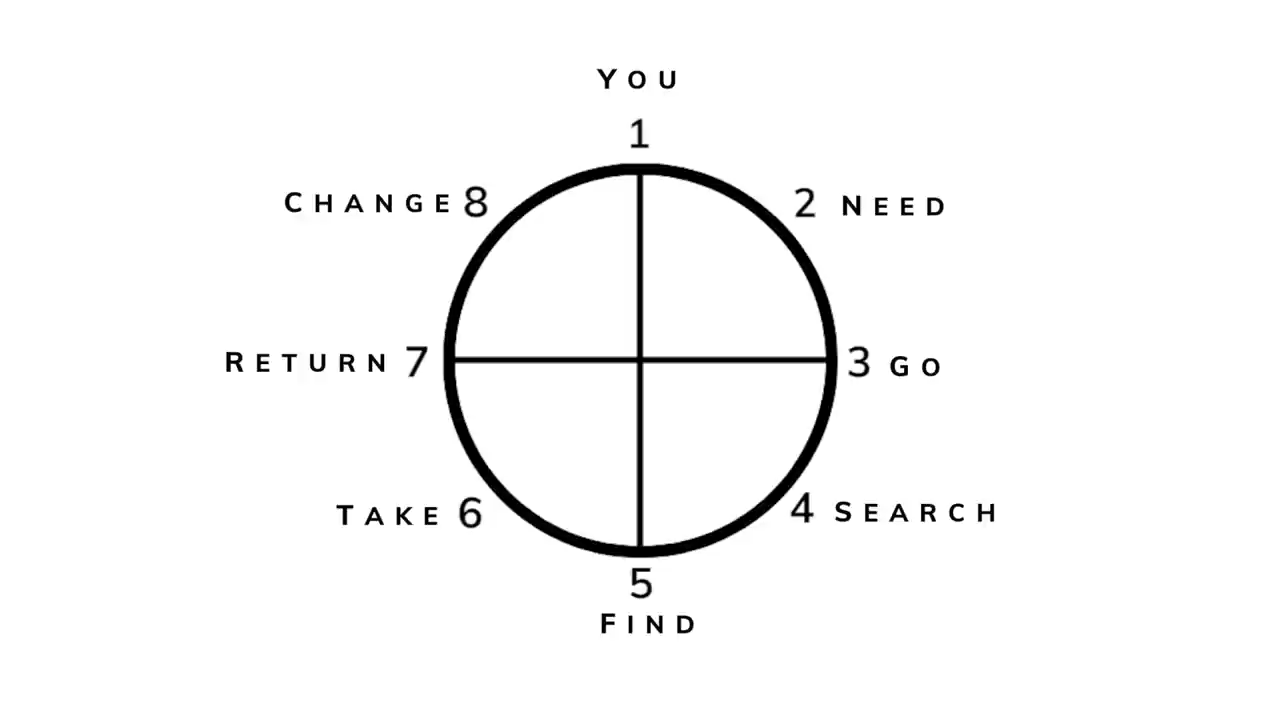 YOU
1
2 NEED
3 GO
4 SEARCH
5
FIND
TAKE 6
RETURN 7
CHANGE 8